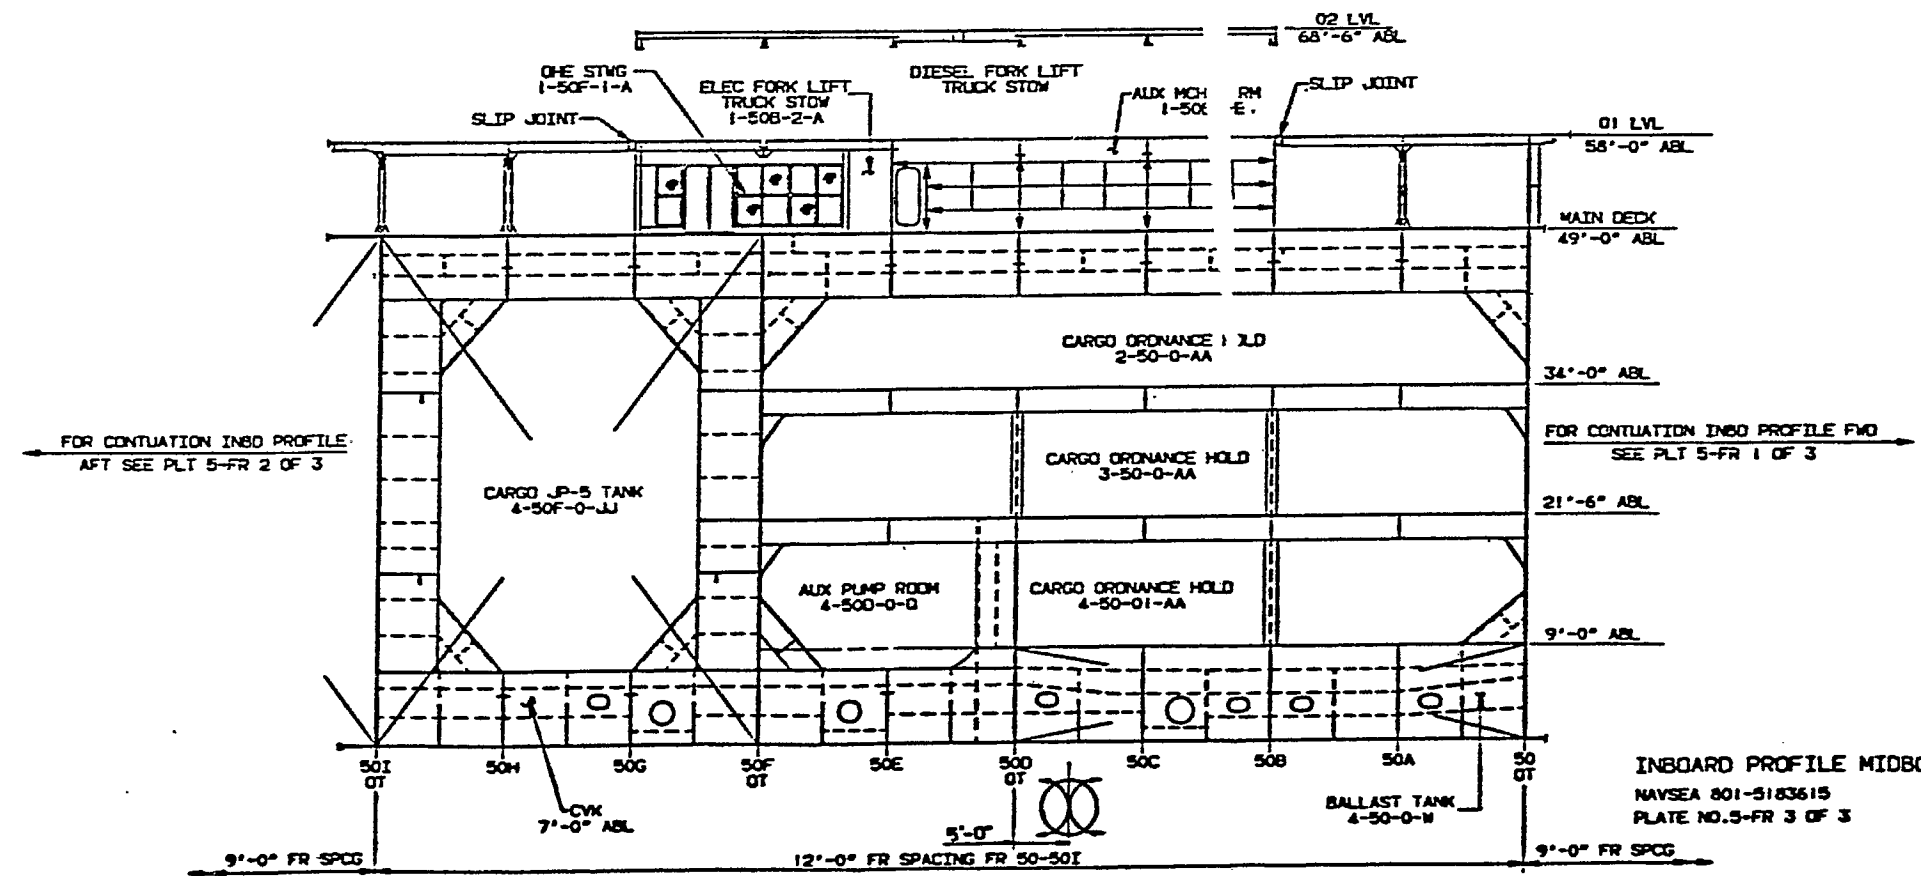 02 LVL
68'-6" ABL
OHE STWG
1-50F-1-A
ELEC FORK LIFT
TRUCK STOW
1-50B-2-A
DIESEL FORK LIFT
TRUCK STOW
AUX MCH RM
SLIP JOINT
SLIP JOINT
01 LVL
58'-0" ABL
MAIN DECK
49'-0" ABL
CARGO ORDNANCE
2-50-0-AA
34'-0" ABL
FOR CONTUATION INBD PROFILE
AFT SEE PLT 5-FR 2 OF 3
CARGO JP-5 TANK
4-50F-0-JJ
CARGO ORDNANCE HOLD
3-50-0-AA
FOR CONTUATION INBD PROFILE FWD
SEE PLT 5-FR 1 OF 3
21'-6" ABL
AUX PUMP ROOM
4-50D-0-Q
CARGO ORDNANCE HOLD
4-50-01-AA
9'-0" ABL
50I
OT
50H
50G
50F
OT
50E
50D
OT
50C
50B
50A
50
OT
CVK
7'-0" ABL
BALLAST TANK
4-50-0-W
INBOARD PROFILE
NAVSEA 801-5183615
PLATE NO.5-FR 3 OF 3
5'-0"
9'-0" FR SPCG
12'-0" FR SPACING FR 50-50I
9'-0" FR SPCG